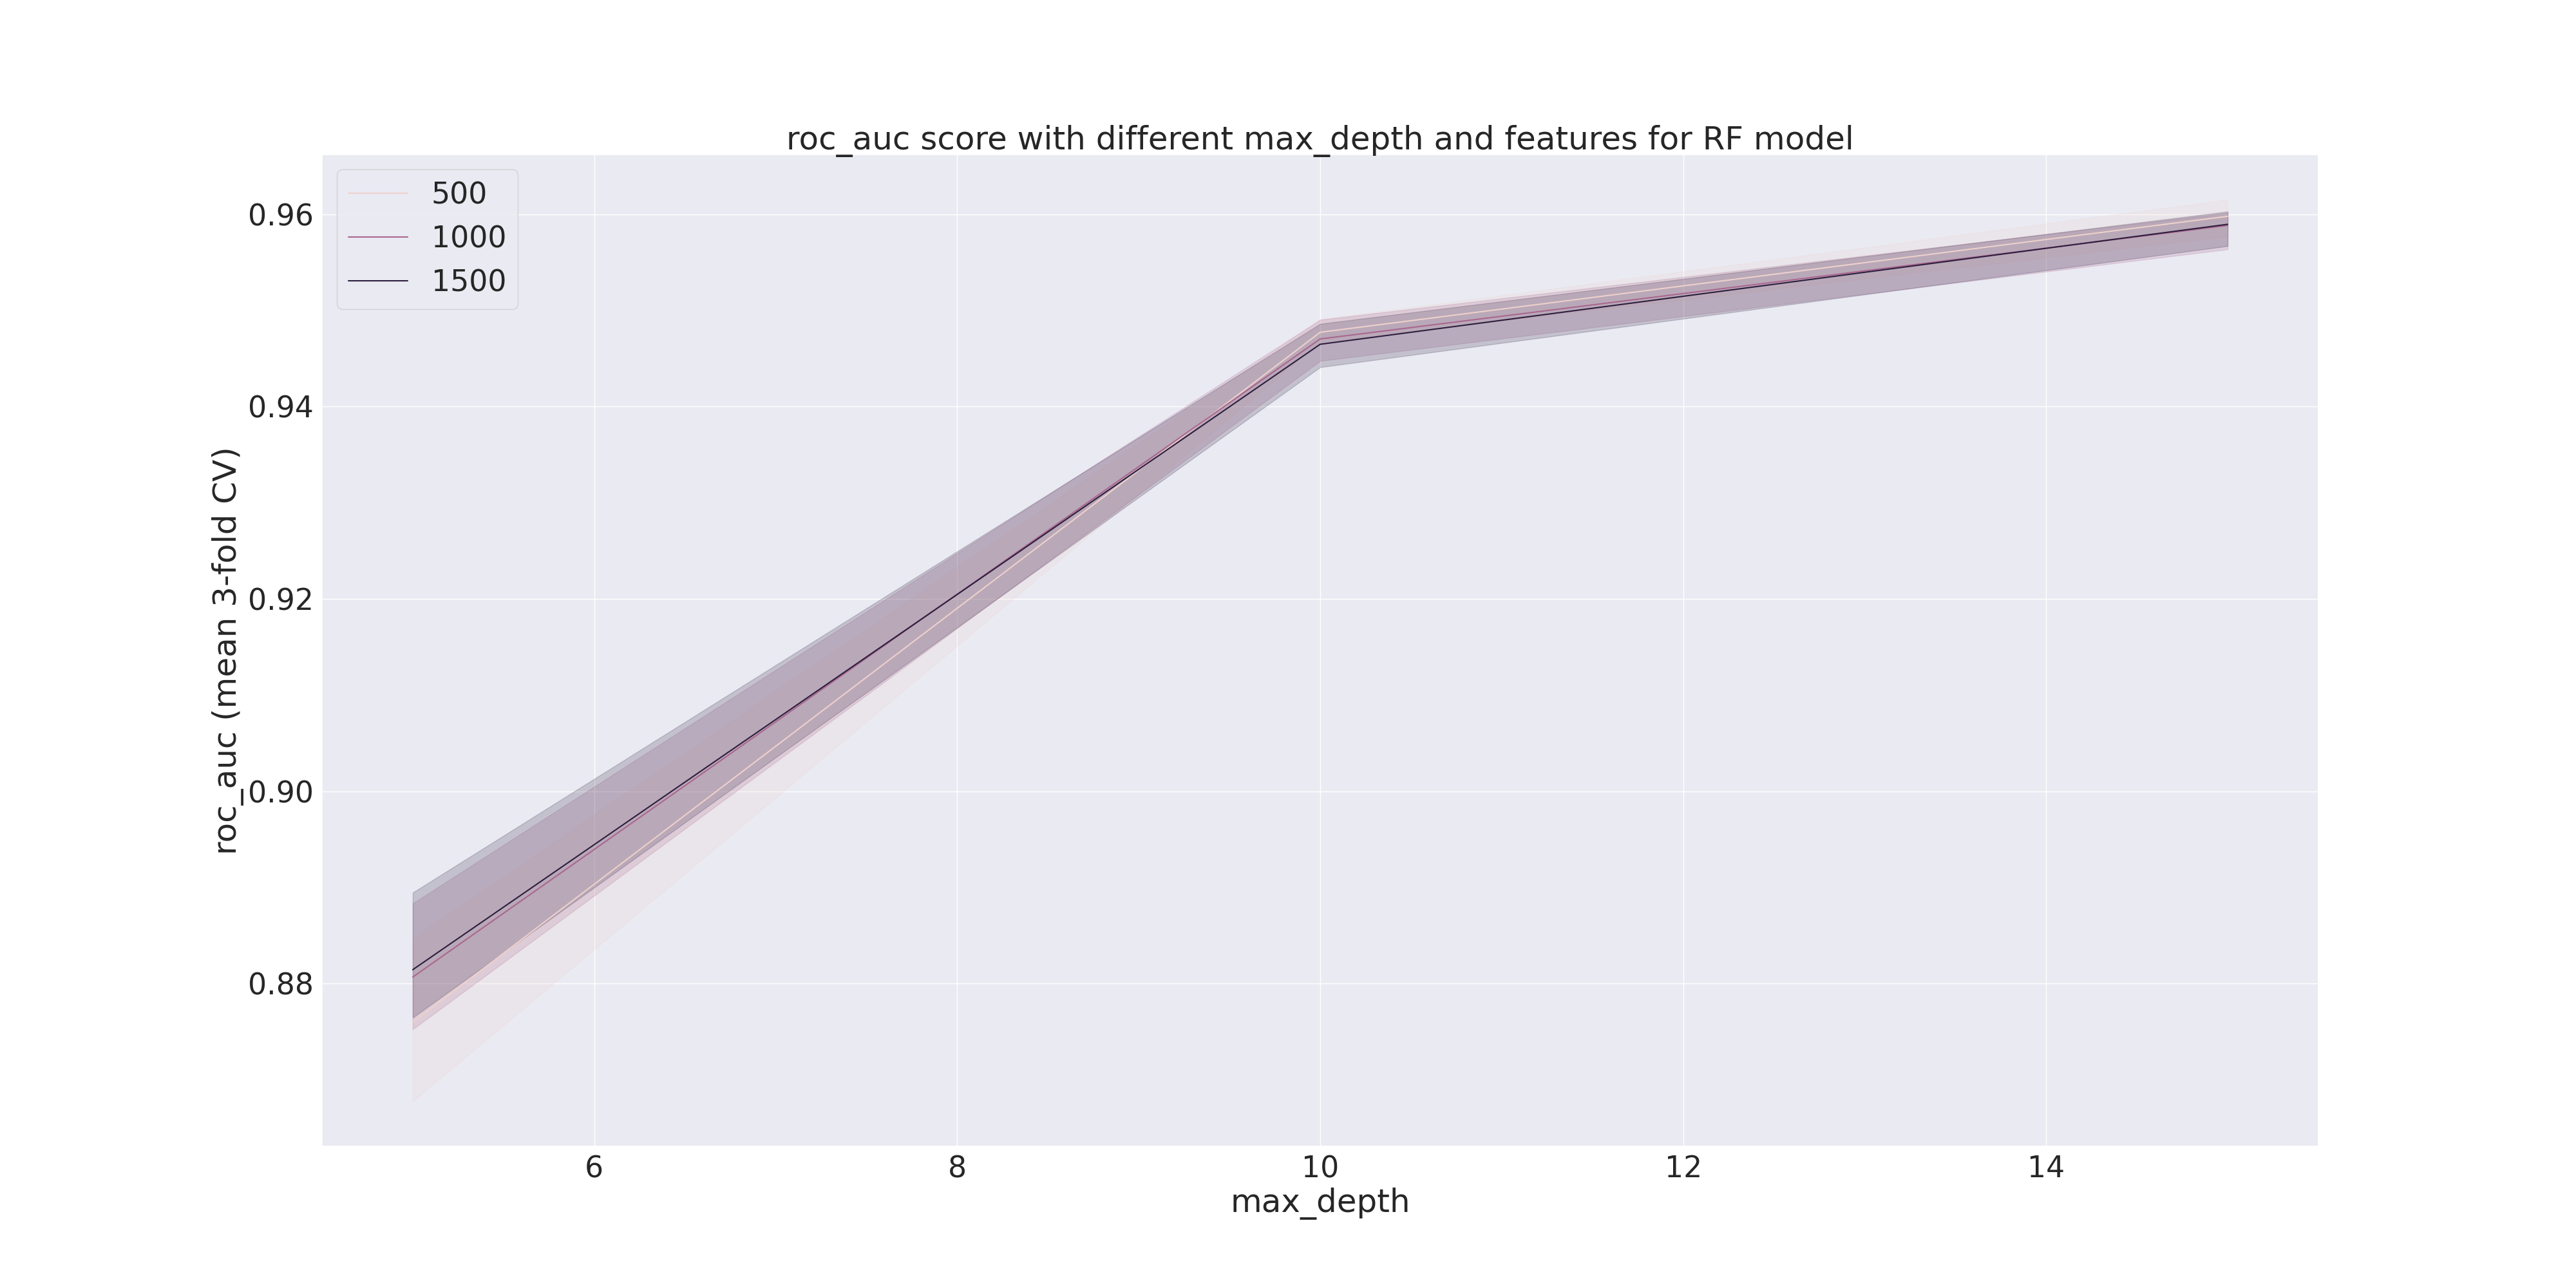 roc_auc score with different max_depth and features for RF model
500
1000
1500
0.96
0.94
0.92
0.90
0.88
roc_auc (mean 3-fold CV)
6 8 10 12 14
max_depth